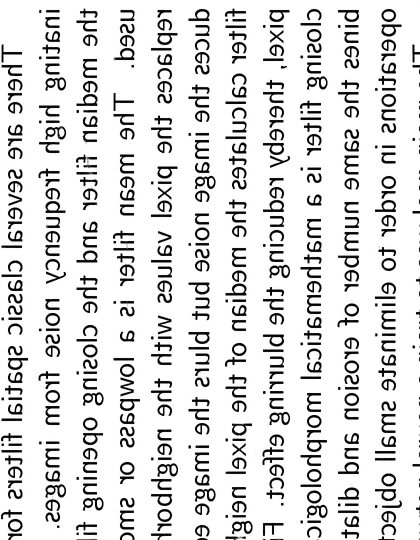 There are several classic spatial filters for
inating high frequency noise from images.
the median filter and the closing opening fi
used. The mean filter is a lowpass or smo
replaces the pixel values with the neighborh
duces the image noise but blurs the image e
filter calculates the median of the pixel neigh
pixel, thereby reducing the blurring effect. Fi
closing filter is a mathematical morphologic
bines the same number of erosion and dilat
operations in order to eliminate small object